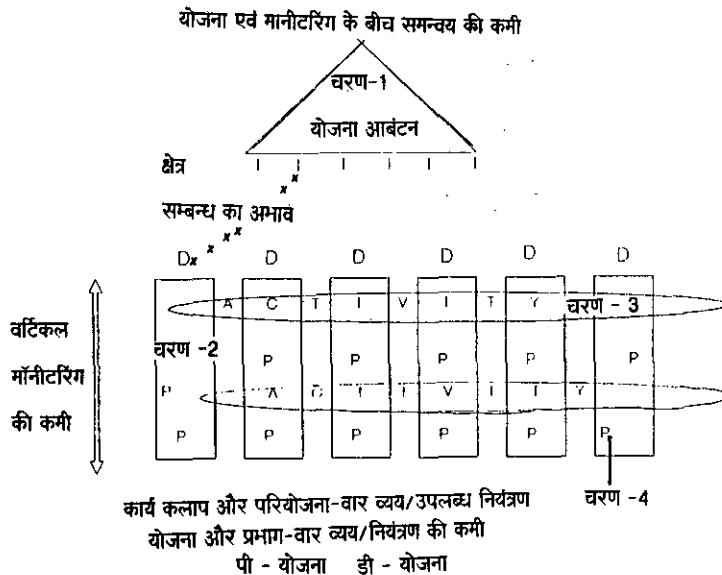 योजना एवं मानीटरिंग के बीच समन्वय की कमी
चरण-1
योजना आबंटन
क्षेत्र
सम्बन्ध का अभाव
D D D D D D
A C T I V I T Y चरण - 3
वर्टिकल
चरण -2
P P P P P
मॉनीटरिंग
P A C T I V I T Y
की कमी
P P P P P P
कार्य कलाप और परियोजना-वार व्यय/उपलब्ध नियंत्रण
चरण -4
योजना और प्रभाग-वार व्यय/नियंत्रण की कमी
पी - योजना डी - योजना